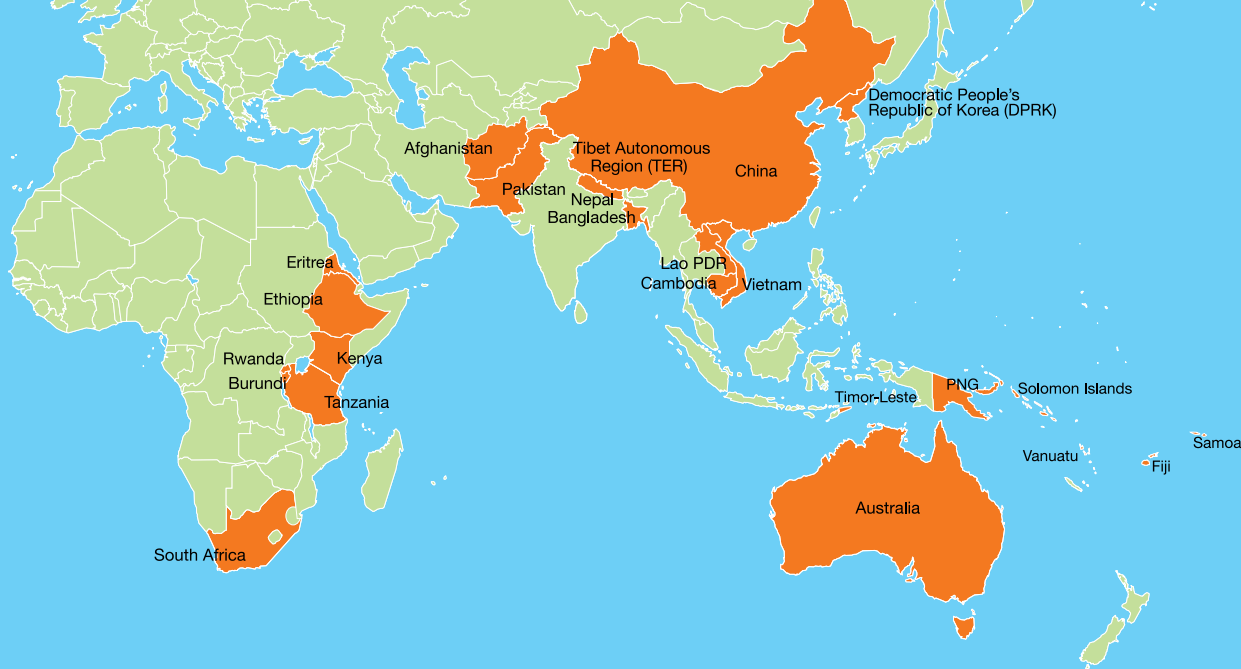 Democratic People's
Republic of Korea (DPRK)
Afghanistan
Tibet Autonomous
Region (TER)
China
Pakistan
Nepal
Bangladesh
Eritrea
Lao PDR
Cambodia
Vietnam
Ethiopia
Rwanda
Kenya
Burundi
Tanzania
PNG
Solomon Islands
Timor-Leste
Samoa
Vanuatu
Fiji
Australia
South Africa